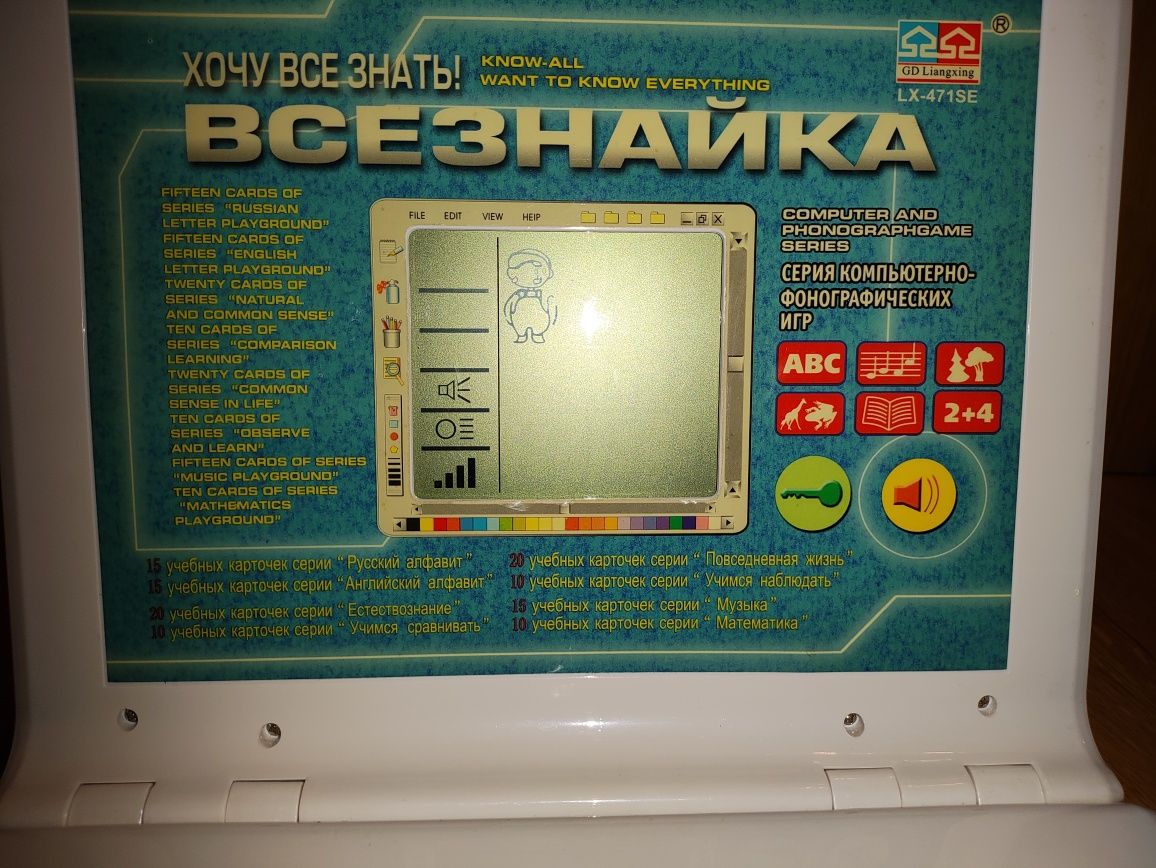 ХОЧУ ВСЕ ЗНАТЬ!
KNOW-ALL
WANT TO KNOW EVERYTHING
GD Liangxing
®
LX-471SE
ВСЕЗНАЙКА
FIFTEEN CARDS OF
SERIES "RUSSIAN
LETTER PLAYGROUND"
FIFTEEN CARDS OF
SERIES "ENGLISH
LETTER PLAYGROUND"
TWENTY CARDS OF
SERIES "NATURAL
AND COMMON SENSE"
TEN CARDS OF
SERIES "COMPARISON
LEARNING"
TWENTY CARDS OF
SERIES "COMMON
SENSE IN LIFE"
TEN CARDS OF
SERIES "OBSERVE
AND LEARN"
FIFTEEN CARDS OF SERIES
"MUSIC PLAYGROUND"
TEN CARDS OF SERIES
"MATHEMATICS
PLAYGROUND"
FILE EDIT VIEW HEIP
COMPUTER AND
PHONOGRAPHGAME
SERIES
СЕРИЯ КОМПЬЮТЕРНО-
ФОНОГРАФИЧЕСКИХ
ИГР
ABC
2+4
15 учебных карточек серии "Русский алфавит"
15 учебных карточек серии "Английский алфавит"
20 учебных карточек серии "Естествознание"
10 учебных карточек серии "Учимся сравнивать"
20 учебных карточек серии "Повседневная жизнь"
10 учебных карточек серии "Учимся наблюдать"
15 учебных карточек серии "Музыка"
10 учебных карточек серии "Математика"